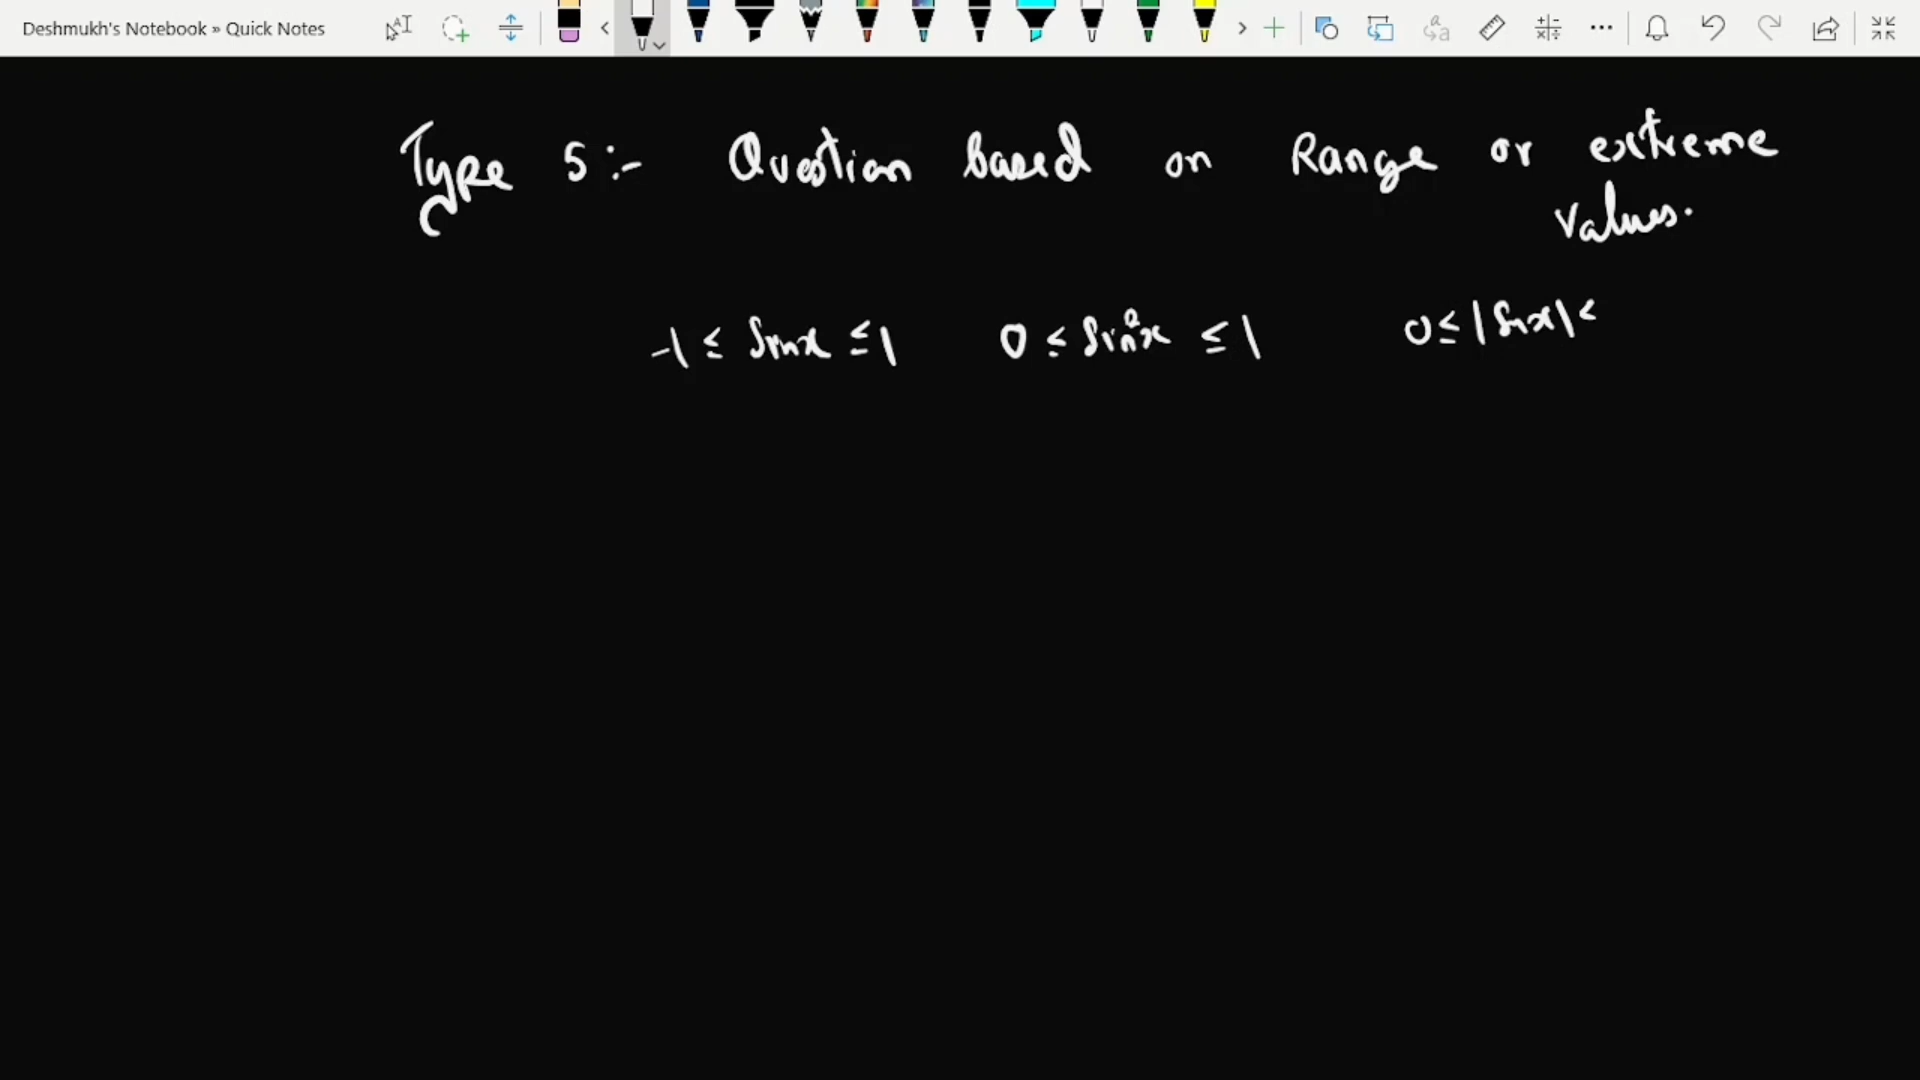 Deshmukh's Notebook » Quick Notes
Type 5:- Question based on Range or extreme
values.
-1 ≤ Sinx ≤ 1 0 ≤ Sin²x ≤ 1 0 ≤ |Sinx| <